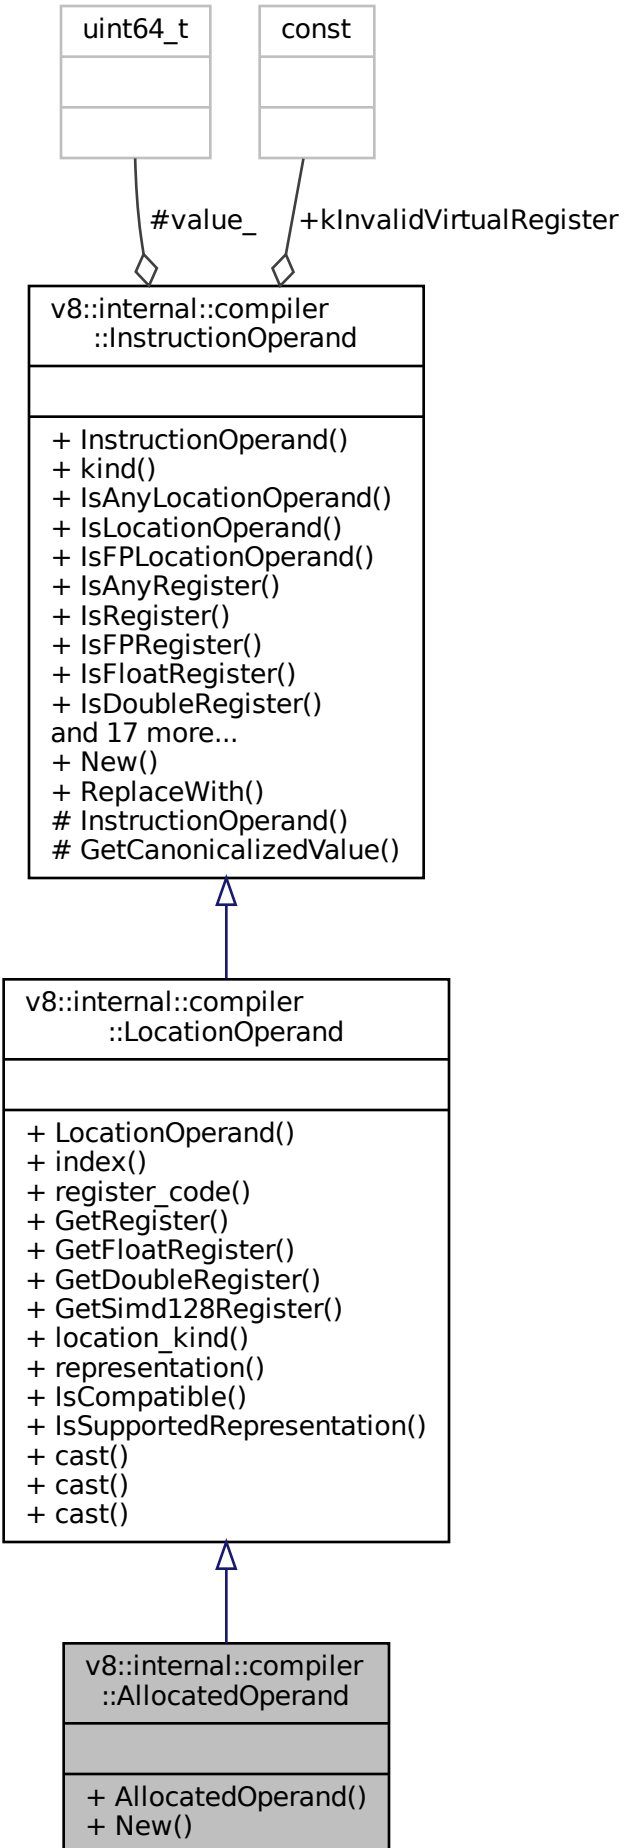 uint64_t
const
#value_
+kInvalidVirtualRegister
v8::internal::compiler
::InstructionOperand
+ InstructionOperand()
+ kind()
+ IsAnyLocationOperand()
+ IsLocationOperand()
+ IsFPLocationOperand()
+ IsAnyRegister()
+ IsRegister()
+ IsFPRegister()
+ IsFloatRegister()
+ IsDoubleRegister()
and 17 more...
+ New()
+ ReplaceWith()
# InstructionOperand()
# GetCanonicalizedValue()
v8::internal::compiler
::LocationOperand
+ LocationOperand()
+ index()
+ register_code()
+ GetRegister()
+ GetFloatRegister()
+ GetDoubleRegister()
+ GetSimd128Register()
+ location_kind()
+ representation()
+ IsCompatible()
+ IsSupportedRepresentation()
+ cast()
+ cast()
+ cast()
v8::internal::compiler
::AllocatedOperand
+ AllocatedOperand()
+ New()